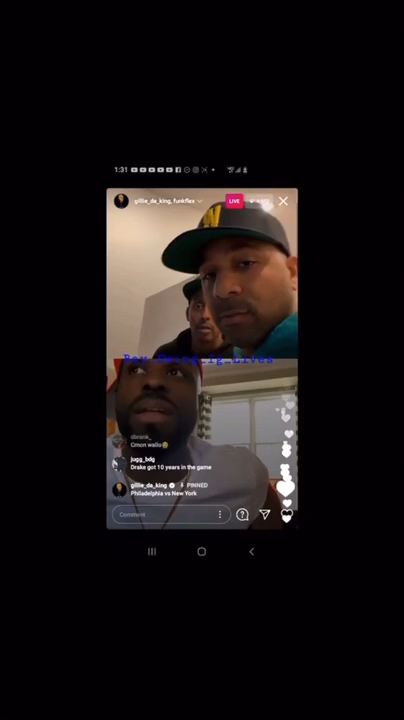 1:31
gillie_da_king, funkflex
LIVE
Cmon wallo😂
jugg_bdg
Drake got 10 years in the game
gillie_da_king PINNED
Philadelphia vs New York
Comment